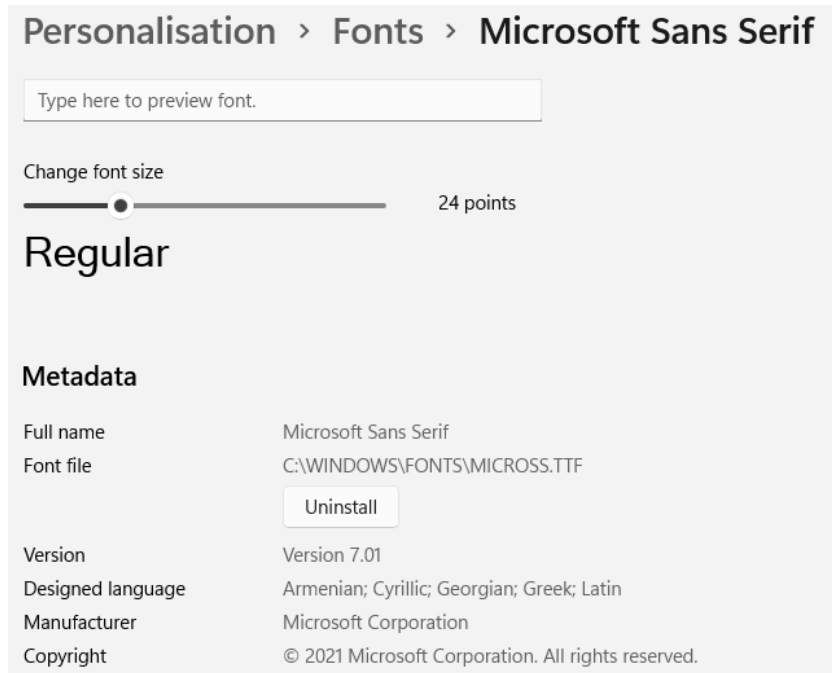 Personalisation > Fonts > Microsoft Sans Serif
Type here to preview font.
Change font size
24 points
Regular
Metadata
Full name Microsoft Sans Serif
Font file C:\WINDOWS\FONTS\MICROSS.TTF
Uninstall
Version Version 7.01
Designed language Armenian; Cyrillic; Georgian; Greek; Latin
Manufacturer Microsoft Corporation
Copyright © 2021 Microsoft Corporation. All rights reserved.